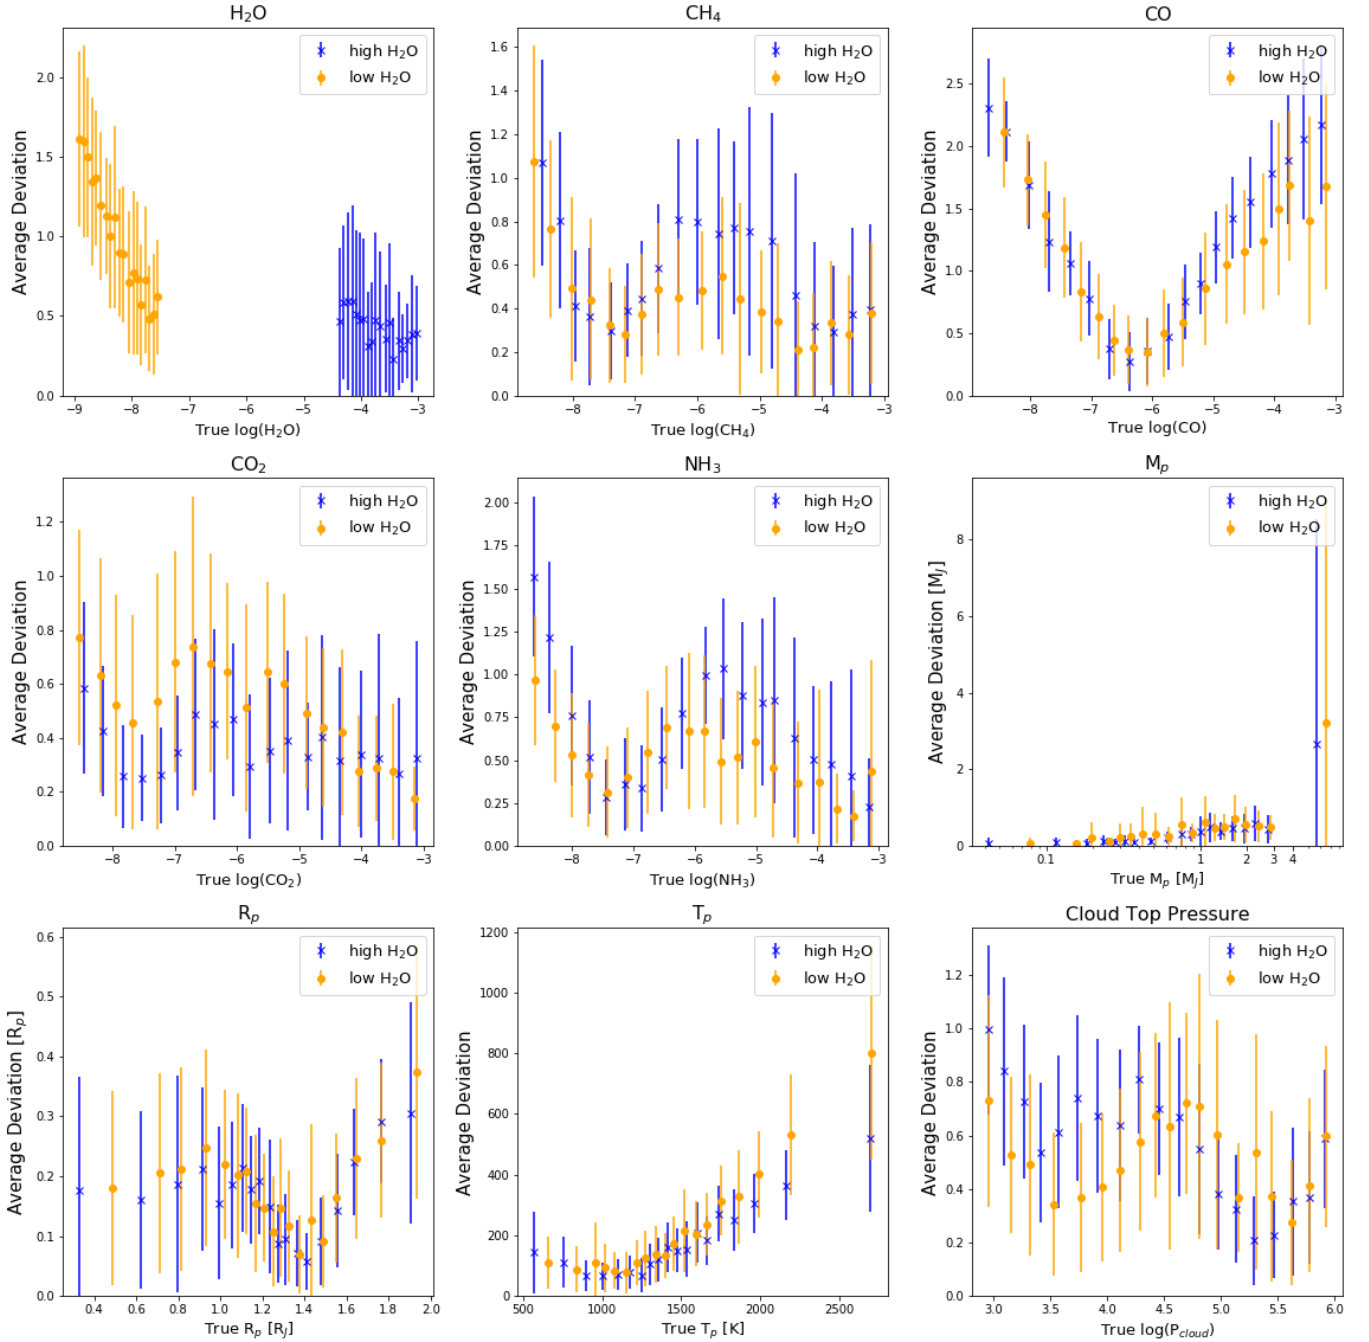 H₂O
CH₄
CO
high H₂O
low H₂O
high H₂O
low H₂O
high H₂O
low H₂O
Average Deviation
2.0
1.5
1.0
0.5
0.0
Average Deviation
1.6
1.4
1.2
1.0
0.8
0.6
0.4
0.2
0.0
Average Deviation
2.5
2.0
1.5
1.0
0.5
0.0
−9 −8 −7 −6 −5 −4 −3
−8 −7 −6 −5 −4 −3
−8 −7 −6 −5 −4 −3
True log(H₂O)
True log(CH₄)
True log(CO)
CO₂
NH₃
Mₚ
high H₂O
low H₂O
high H₂O
low H₂O
high H₂O
low H₂O
Average Deviation
1.2
1.0
0.8
0.6
0.4
0.2
0.0
Average Deviation
2.00
1.75
1.50
1.25
1.00
0.75
0.50
0.25
0.00
Average Deviation [M_J]
8
6
4
2
0
−8 −7 −6 −5 −4 −3
−8 −7 −6 −5 −4 −3
0.1 1 2 3 4
True log(CO₂)
True log(NH₃)
True Mₚ [M_J]
Rₚ
Tₚ
Cloud Top Pressure
high H₂O
low H₂O
high H₂O
low H₂O
high H₂O
low H₂O
Average Deviation [Rₚ]
0.6
0.5
0.4
0.3
0.2
0.1
0.0
Average Deviation
1200
1000
800
600
400
200
0
Average Deviation
1.2
1.0
0.8
0.6
0.4
0.2
0.0
0.4 0.6 0.8 1.0 1.2 1.4 1.6 1.8 2.0
500 1000 1500 2000 2500
3.0 3.5 4.0 4.5 5.0 5.5 6.0
True Rₚ [R_J]
True Tₚ [K]
True log(P_cloud)